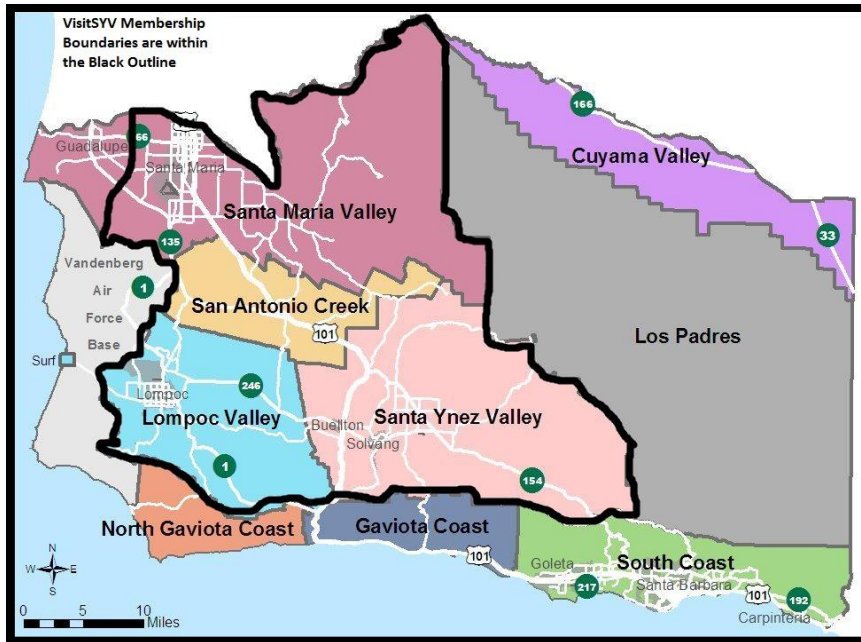 VisitSYV Membership
Boundaries are within
the Black Outline
166
Cuyama Valley
66
Guadalupe
Santa Maria
Santa Maria Valley
33
135
Vandenberg
1
Air
Force
Base
San Antonio Creek
101
Los Padres
Surf
246
Lompoc
Lompoc Valley
Santa Ynez Valley
Buellton
Solvang
1
154
North Gaviota Coast
Gaviota Coast
101
South Coast
Goleta
217
Santa Barbara
101
192
Carpinteria
N
W E
S
0 5 10
Miles